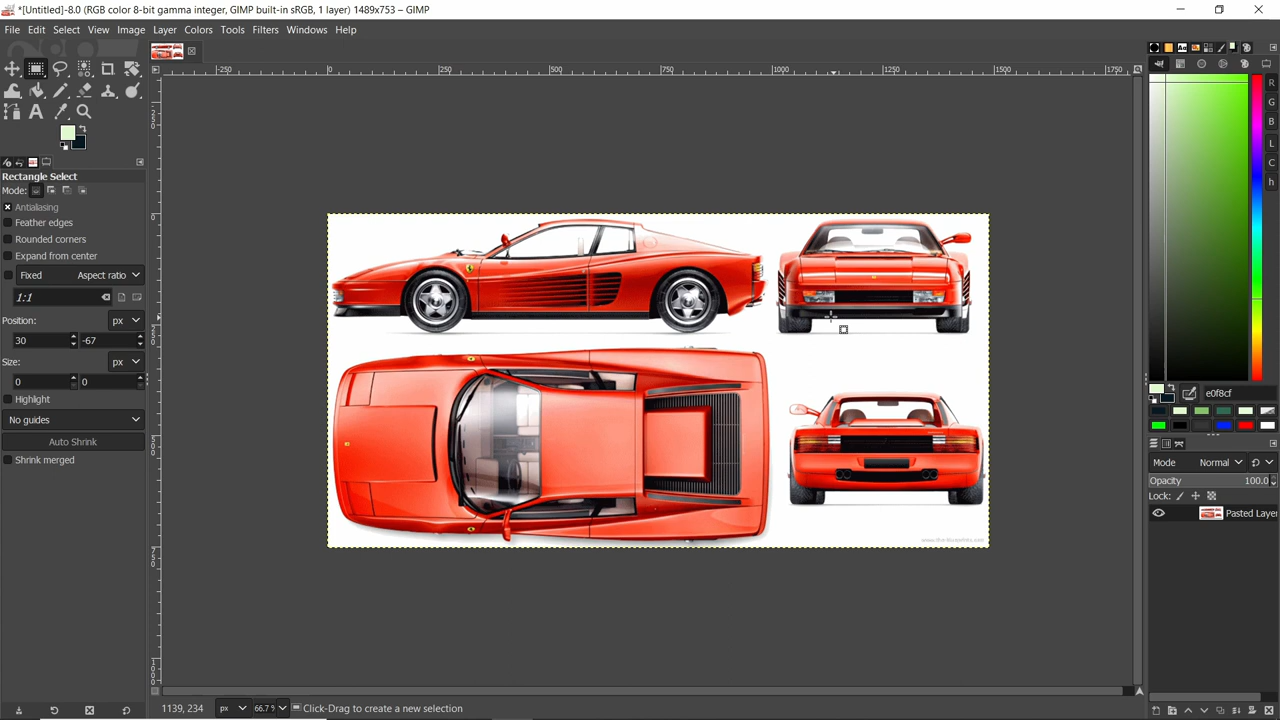 *[Untitled]-8.0 (RGB color 8-bit gamma integer, GIMP built-in sRGB, 1 layer) 1489x753 – GIMP
File Edit Select View Image Layer Colors Tools Filters Windows Help
-250 0 250 500 750 1000 1250 1500 1750
Rectangle Select
Mode:
Antialiasing
Feather edges
Rounded corners
Expand from center
Fixed Aspect ratio
1:1
Position: px
30 -67
Size: px
0 0
Highlight
No guides
Auto Shrink
Shrink merged
R
G
B
L
C
h
e0f8cf
Mode Normal
Opacity 100.0
Lock:
Pasted Layer
1139, 234 px 66.7 % Click-Drag to create a new selection